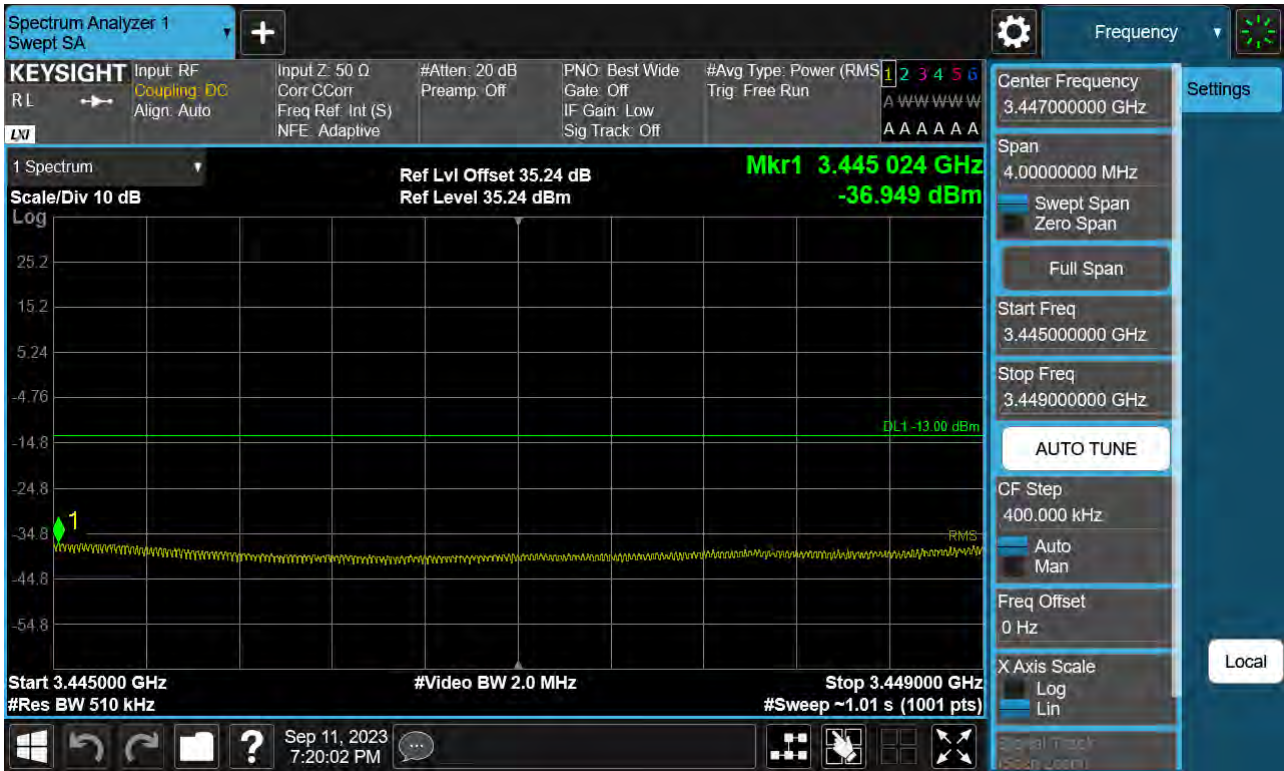 Spectrum Analyzer 1
Swept SA
+
Frequency
KEYSIGHT
RL
LXI
Input: RF
Coupling: DC
Align: Auto
Input Z: 50 Ω
Corr CCorr
Freq Ref: Int (S)
NFE: Adaptive
#Atten: 20 dB
Preamp: Off
PNO: Best Wide
Gate: Off
IF Gain: Low
Sig Track: Off
#Avg Type: Power (RMS
Trig: Free Run
1 2 3 4 5 6
A W W W W W
A A A A A A
1 Spectrum
Scale/Div 10 dB
Log
Ref Lvl Offset 35.24 dB
Ref Level 35.24 dBm
Mkr1 3.445 024 GHz
-36.949 dBm
25.2
15.2
5.24
-4.76
DL1 -13.00 dBm
-14.8
-24.8
1
-34.8
RMS
-44.8
-54.8
Start 3.445000 GHz
#Res BW 510 kHz
#Video BW 2.0 MHz
Stop 3.449000 GHz
#Sweep ~1.01 s (1001 pts)
Center Frequency
3.447000000 GHz
Span
4.00000000 MHz
Swept Span
Zero Span
Full Span
Start Freq
3.445000000 GHz
Stop Freq
3.449000000 GHz
AUTO TUNE
CF Step
400.000 kHz
Auto
Man
Freq Offset
0 Hz
X Axis Scale
Log
Lin
Signal Track
(Span Zoom)
Settings
Local
?
Sep 11, 2023
7:20:02 PM